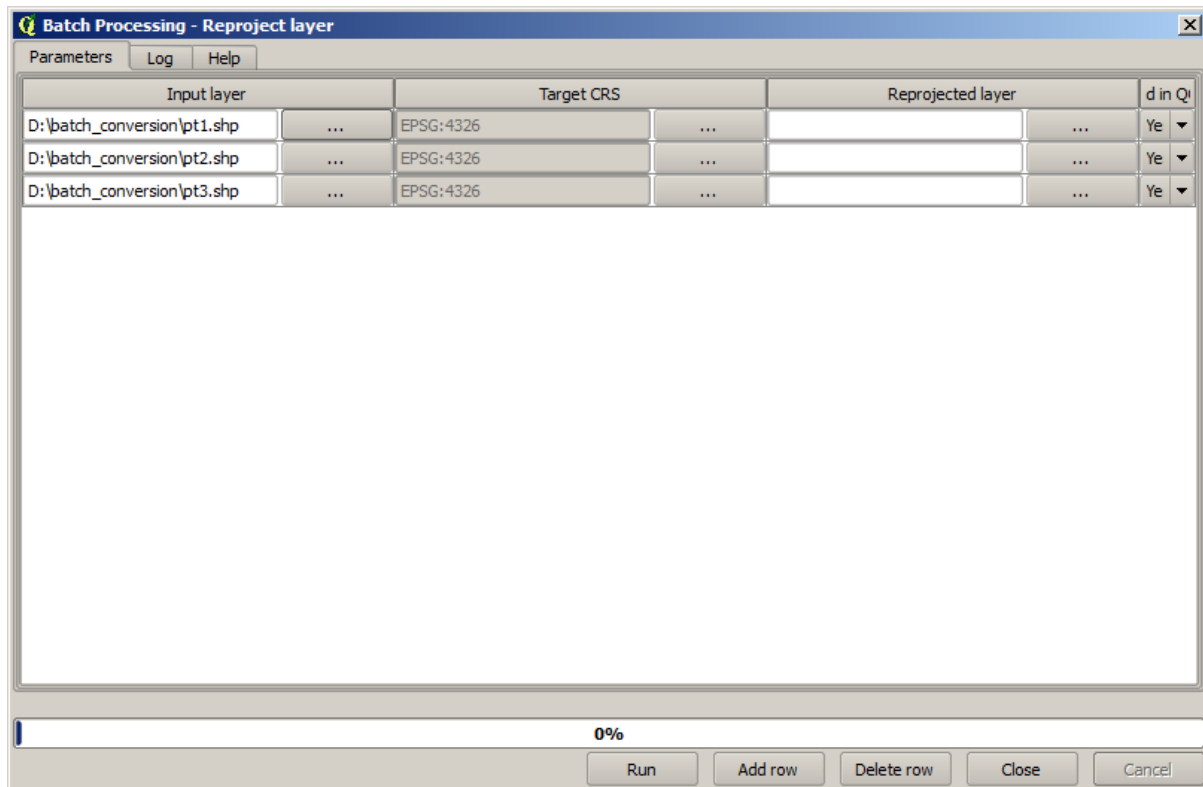 Batch Processing - Reproject layer
Parameters Log Help
Input layer Target CRS Reprojected layer d in Q
D:\batch_conversion\pt1.shp ... EPSG:4326 ... ... Ye
D:\batch_conversion\pt2.shp ... EPSG:4326 ... ... Ye
D:\batch_conversion\pt3.shp ... EPSG:4326 ... ... Ye
0%
Run Add row Delete row Close Cancel